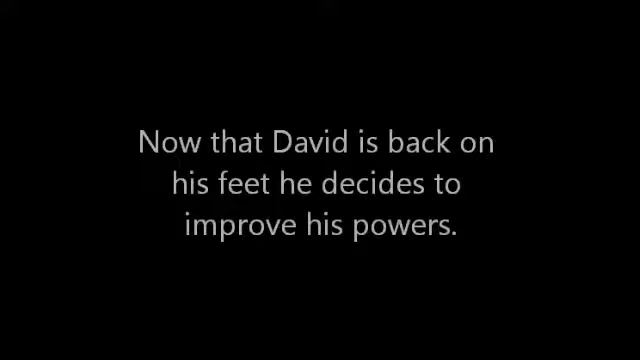 Now that David is back on
his feet he decides to
improve his powers.